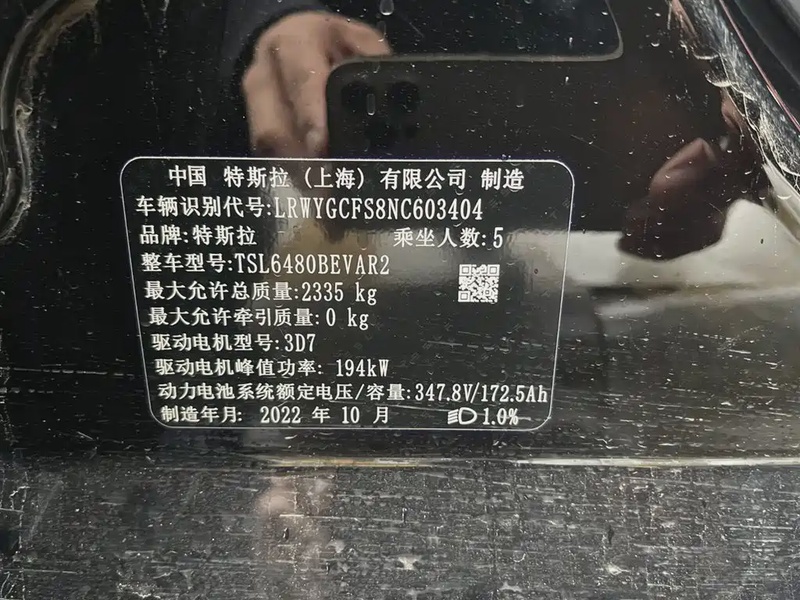 中国 特斯拉 (上海) 有限公司 制造
车辆识别代号:LRWYGCFS8NC603404
品牌:特斯拉 乘坐人数:5
整车型号:TSL6480BEVAR2
最大允许总质量:2335 kg
最大允许牵引质量:0 kg
驱动电机型号:3D7
驱动电机峰值功率: 194kW
动力电池系统额定电压/容量:347.8V/172.5Ah
制造年月: 2022 年 10 月 1.0%